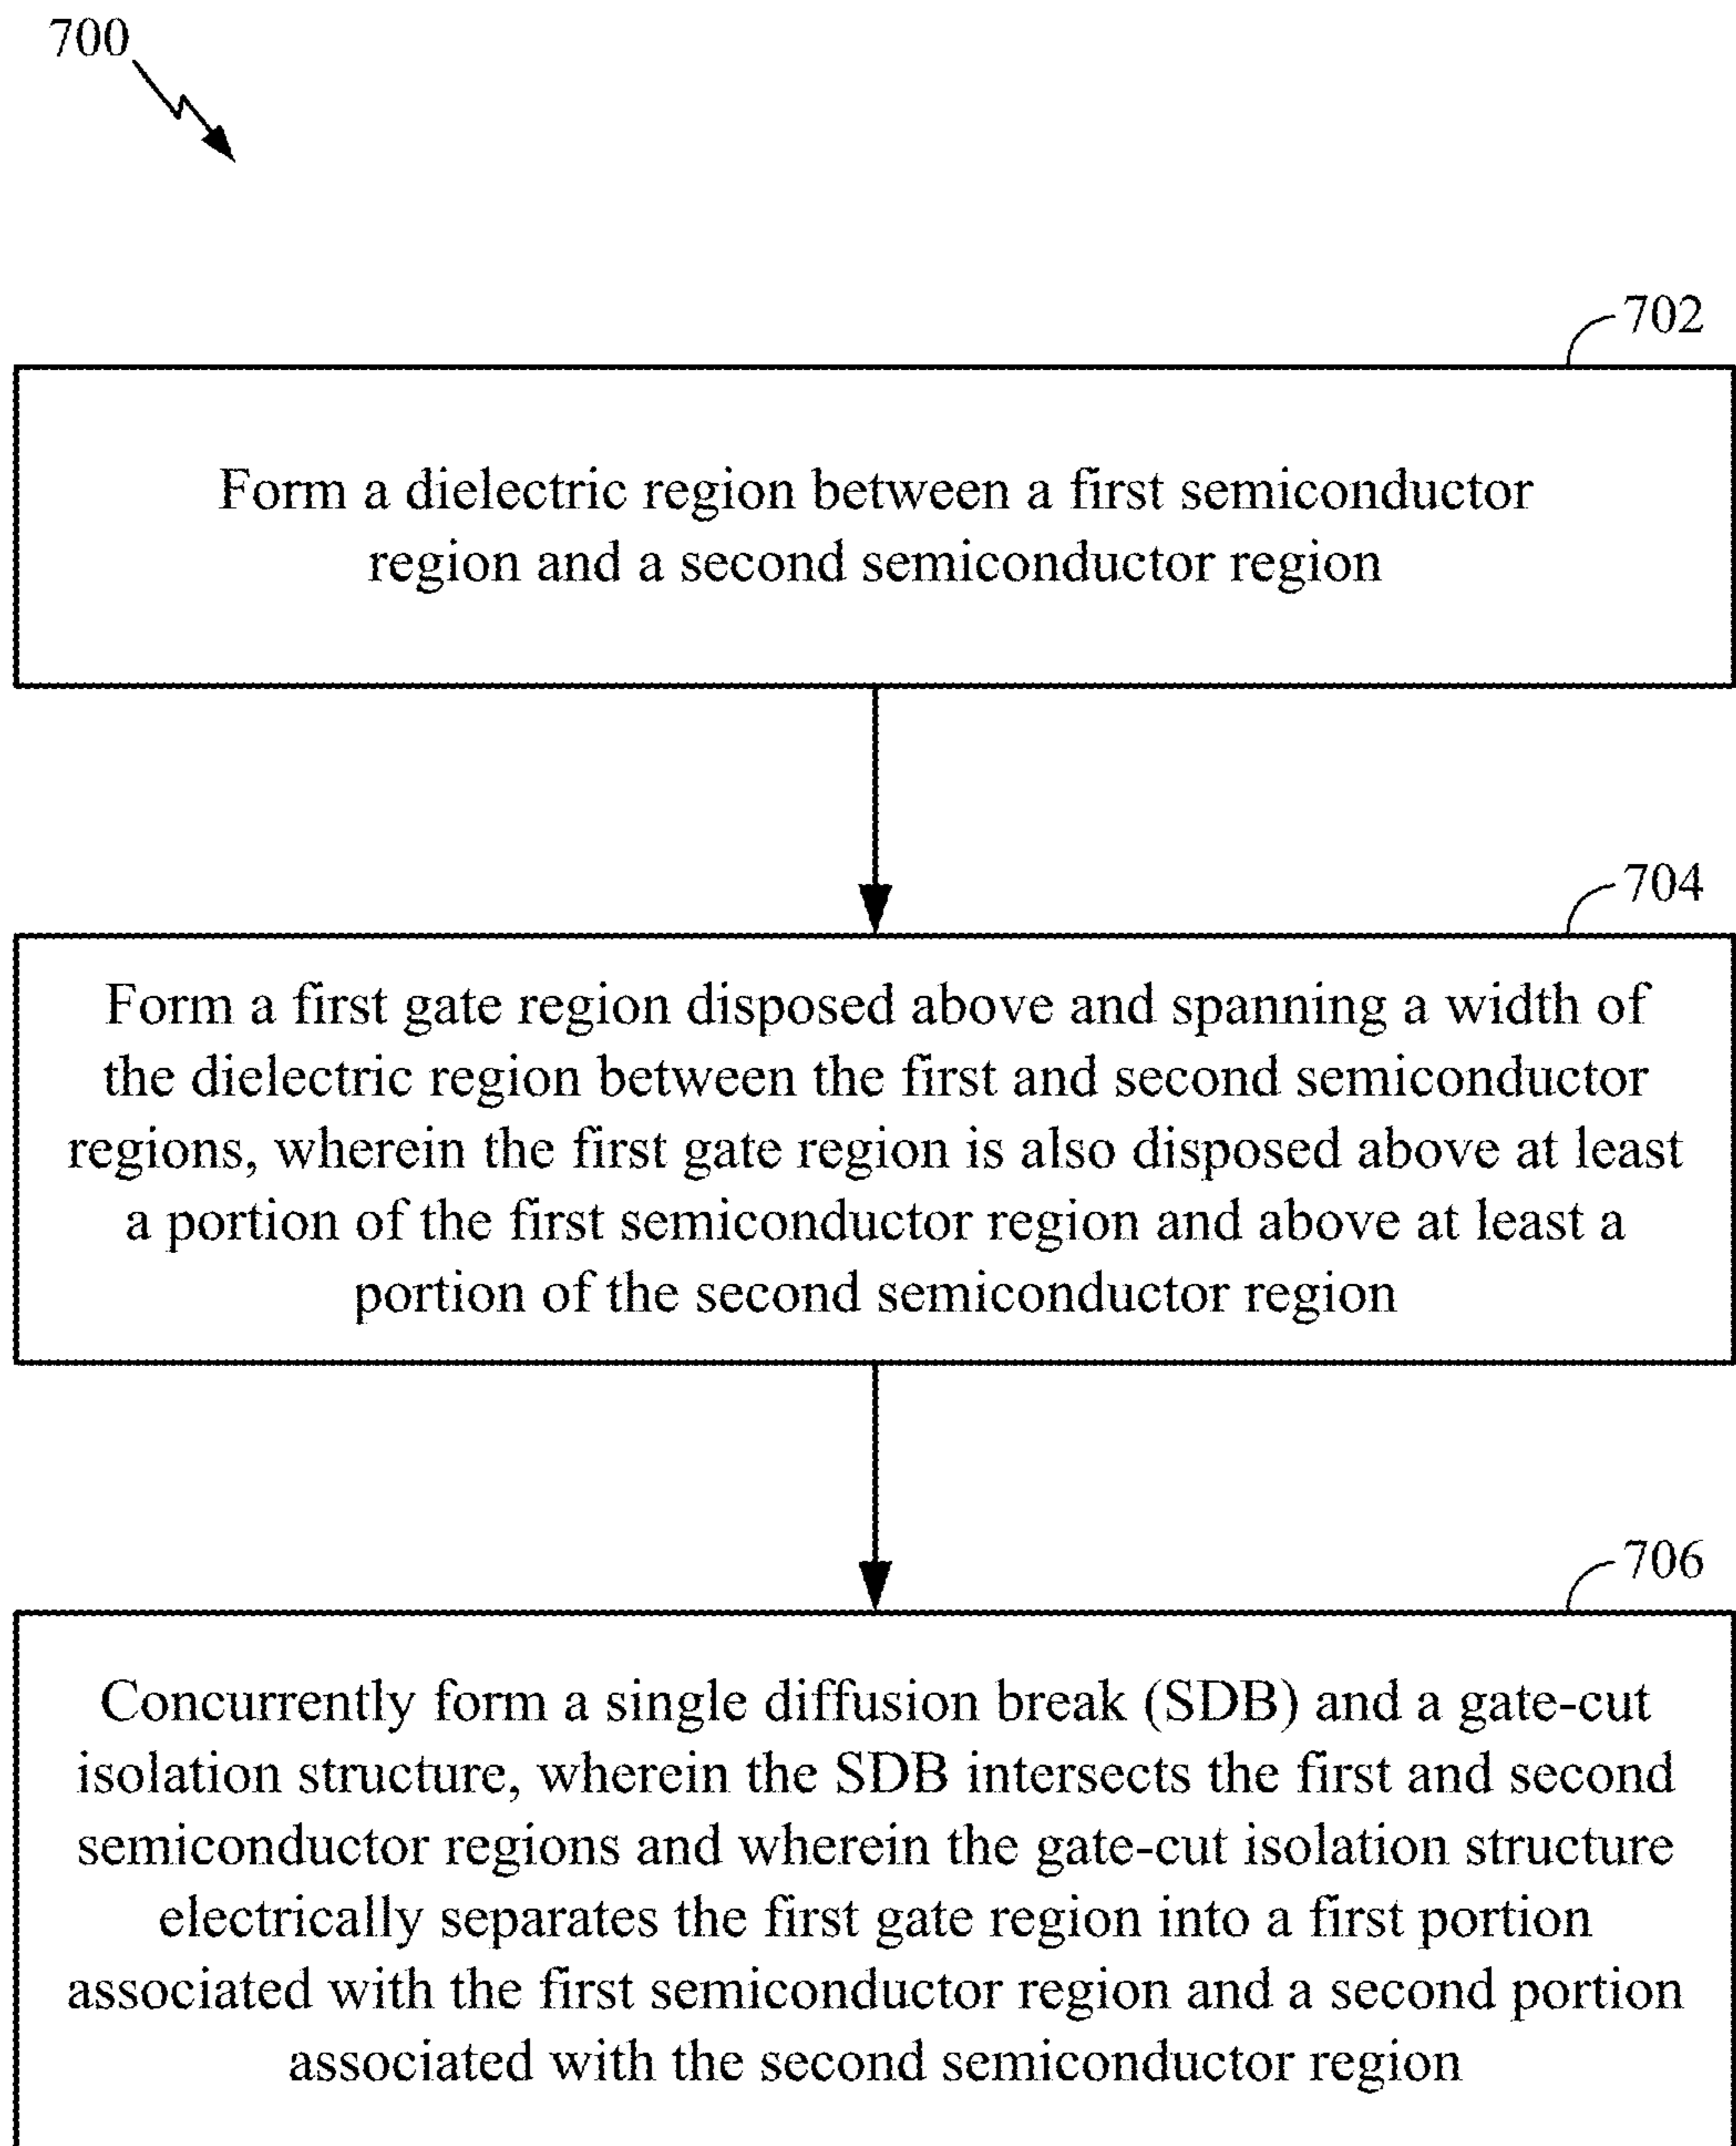 700
702
Form a dielectric region between a first semiconductor
region and a second semiconductor region
704
Form a first gate region disposed above and spanning a width of
the dielectric region between the first and second semiconductor
regions, wherein the first gate region is also disposed above at least
a portion of the first semiconductor region and above at least a
portion of the second semiconductor region
706
Concurrently form a single diffusion break (SDB) and a gate-cut
isolation structure, wherein the SDB intersects the first and second
semiconductor regions and wherein the gate-cut isolation structure
electrically separates the first gate region into a first portion
associated with the first semiconductor region and a second portion
associated with the second semiconductor region